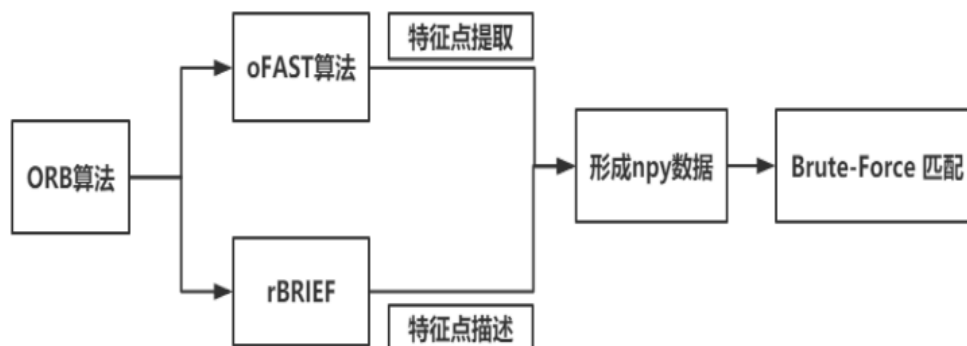 特征点提取
oFAST算法
ORB算法
形成npy数据
Brute-Force 匹配
rBRIEF
特征点描述